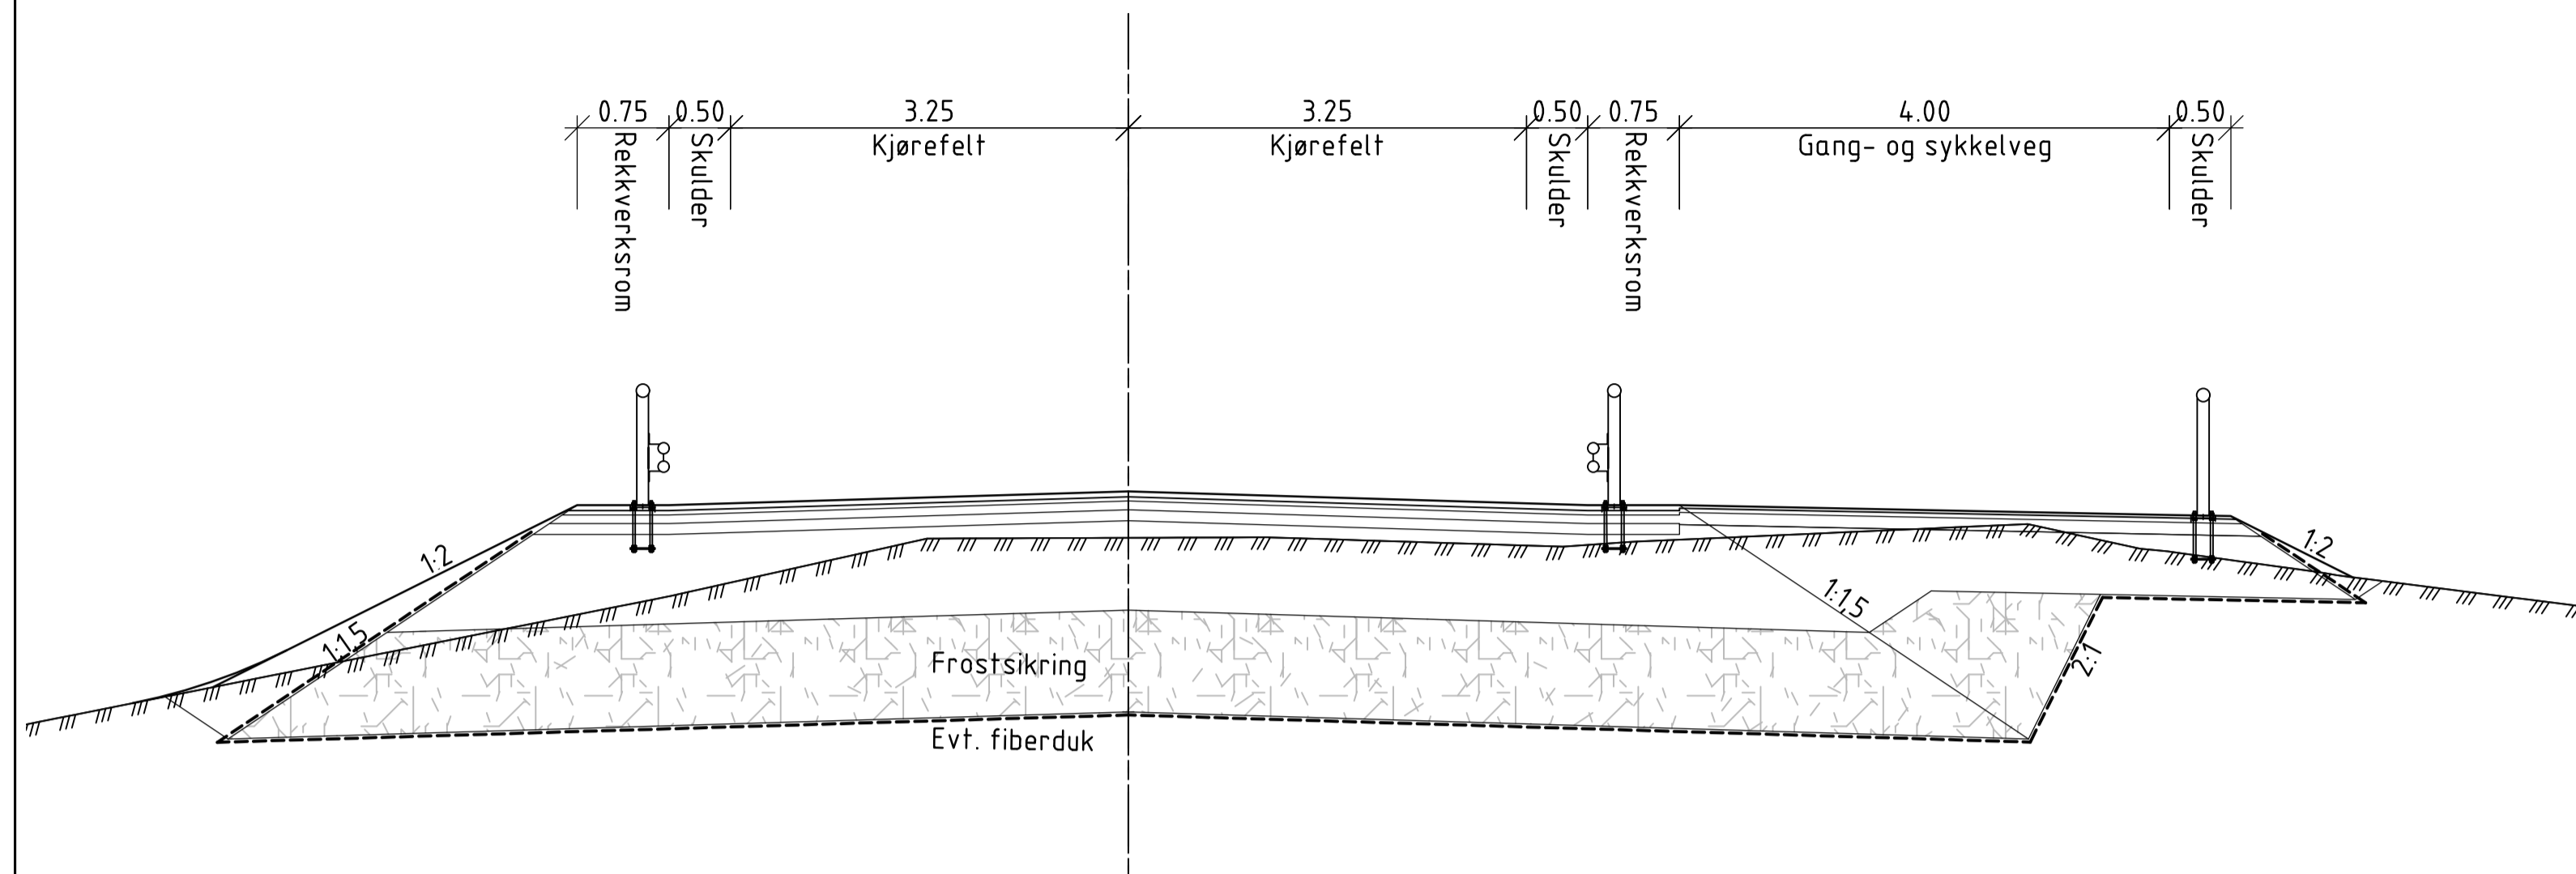 0.75 0.50 3.25 3.25 0.50 0.75 4.00 0.50
Rekkverksrom
Skulder
Kjørefelt
Kjørefelt
Skulder
Rekkverksrom
Gang- og sykkelveg
Skulder
1:2
1:2
1:1,5
1:1,5
2:1
Frostsikring
Evt. fiberduk